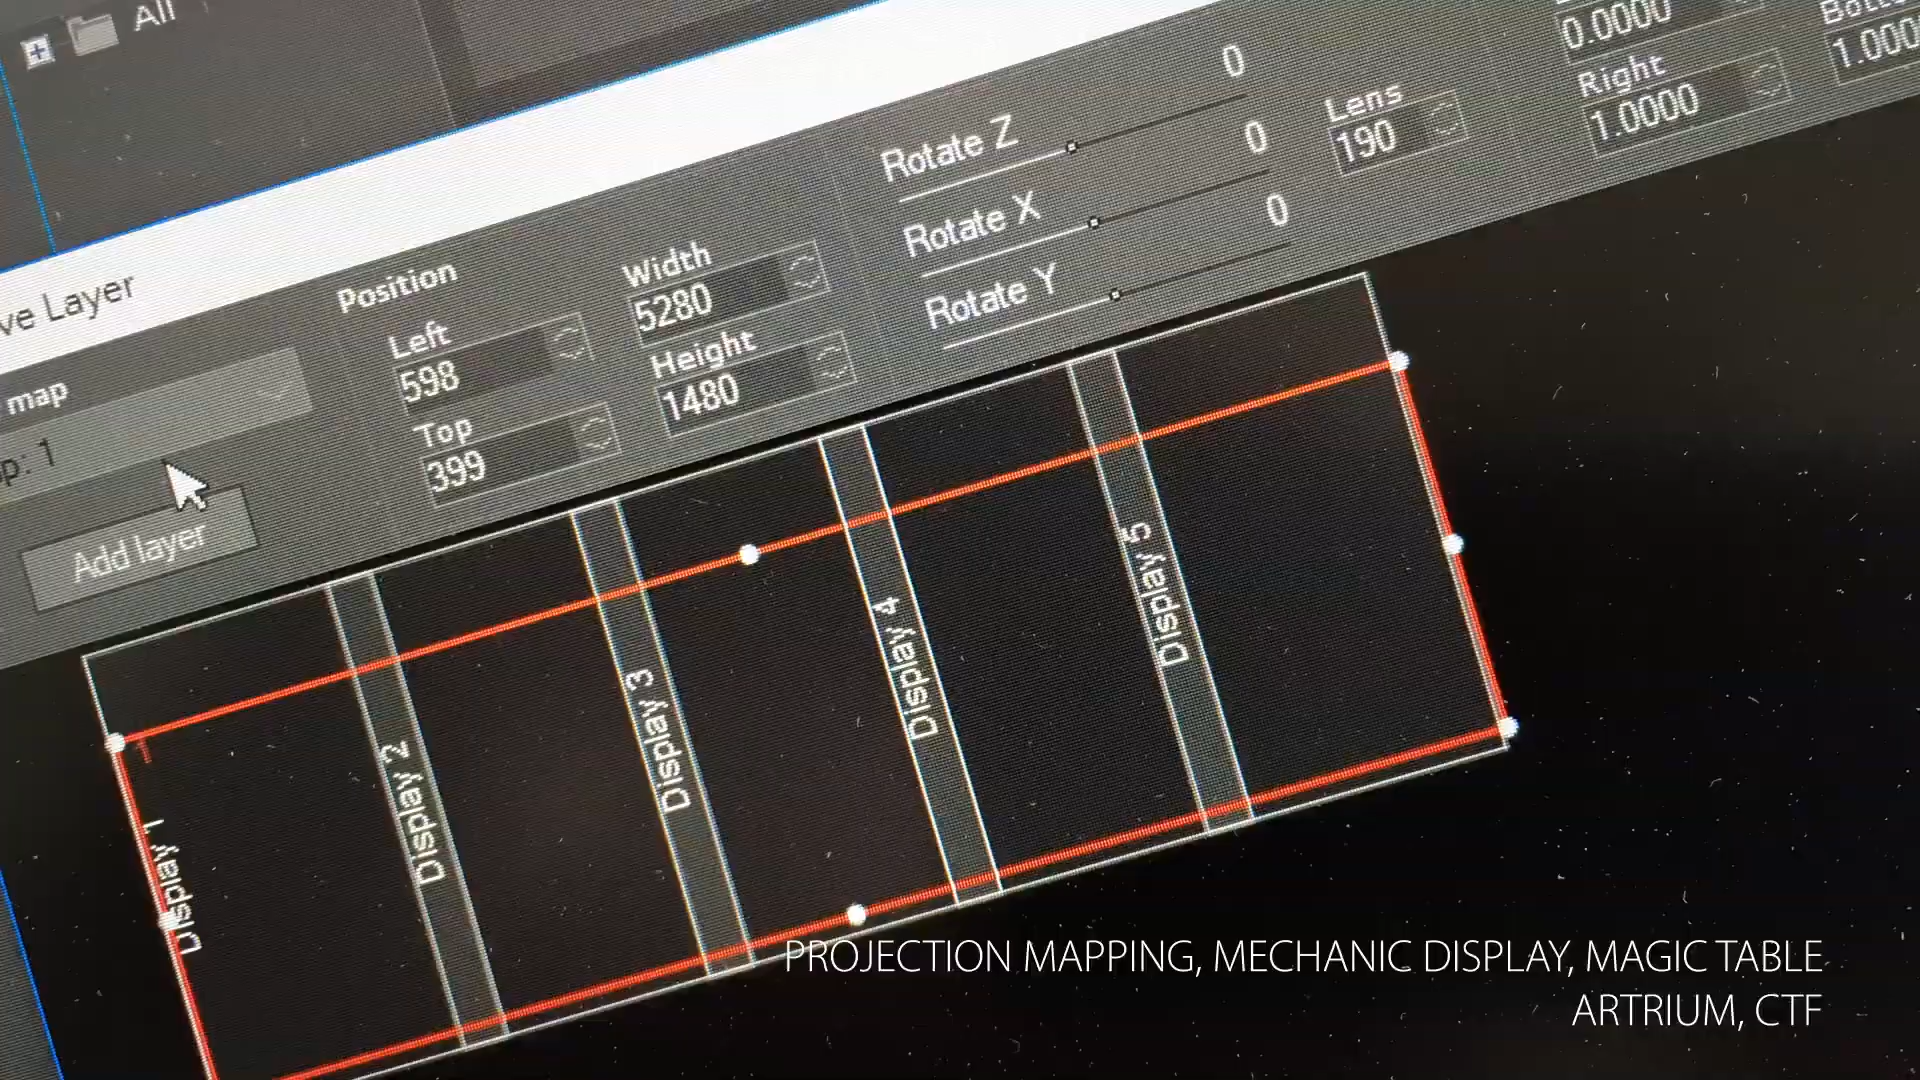 All
0
Rotate Z
0
Rotate X
0
Rotate Y
Lens
190
0.0000
Right
1.0000
Position
Left
598
Top
399
Width
5280
Height
1480
ve Layer
map
p: 1
Add layer
1
Display 1
Display 2
Display 3
Display 4
Display 5
PROJECTION MAPPING, MECHANIC DISPLAY, MAGIC TABLE
ARTRIUM, CTF